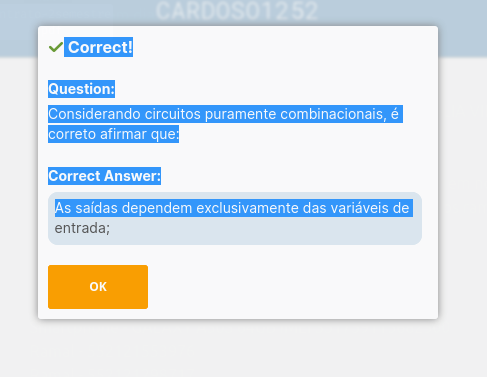 CARDOSO1252
Correct!
Question:
Considerando circuitos puramente combinacionais, é
correto afirmar que:
Correct Answer:
As saídas dependem exclusivamente das variáveis de
entrada;
OK